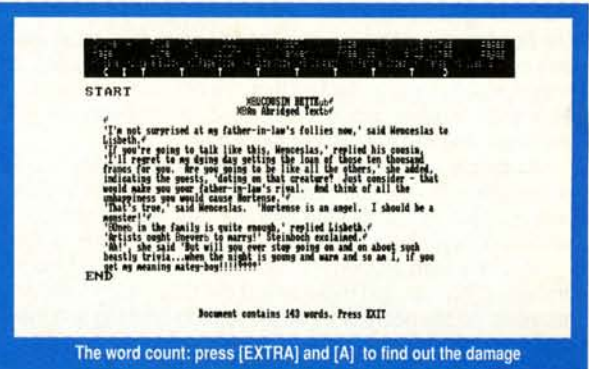 C E T T T T T T T T T Ɔ
START
COUSIN BETTE
An Abridged Text
'I'm not surprised at my father-in-law's follies now,' said Wenceslas to
Lisbeth.
'If you're going to talk like this, Wenceslas,' replied his cousin,
'I'll regret to my dying day getting the loan of those ten thousand
francs for you. Are you going to be like all the others,' she added,
indicating the guests, 'doting on that creature? Just consider - that
would make you your father-in-law's rival. And think of all the
unhappiness you would cause Hortense.'
'That's true,' said Wenceslas. 'Hortense is an angel. I should be a
monster!'
'One in the family is quite enough,' replied Lisbeth.
'Artists ought never to marry!' Steinboch exclaimed.
'Ah!', she said 'But will you ever stop going on and on about such
beastly trivia...when the night is young and warm and so am I, if you
get my meaning matey-boy!!!!!!!!'
END
Document contains 143 words. Press EXIT
The word count: press [EXTRA] and [A] to find out the damage